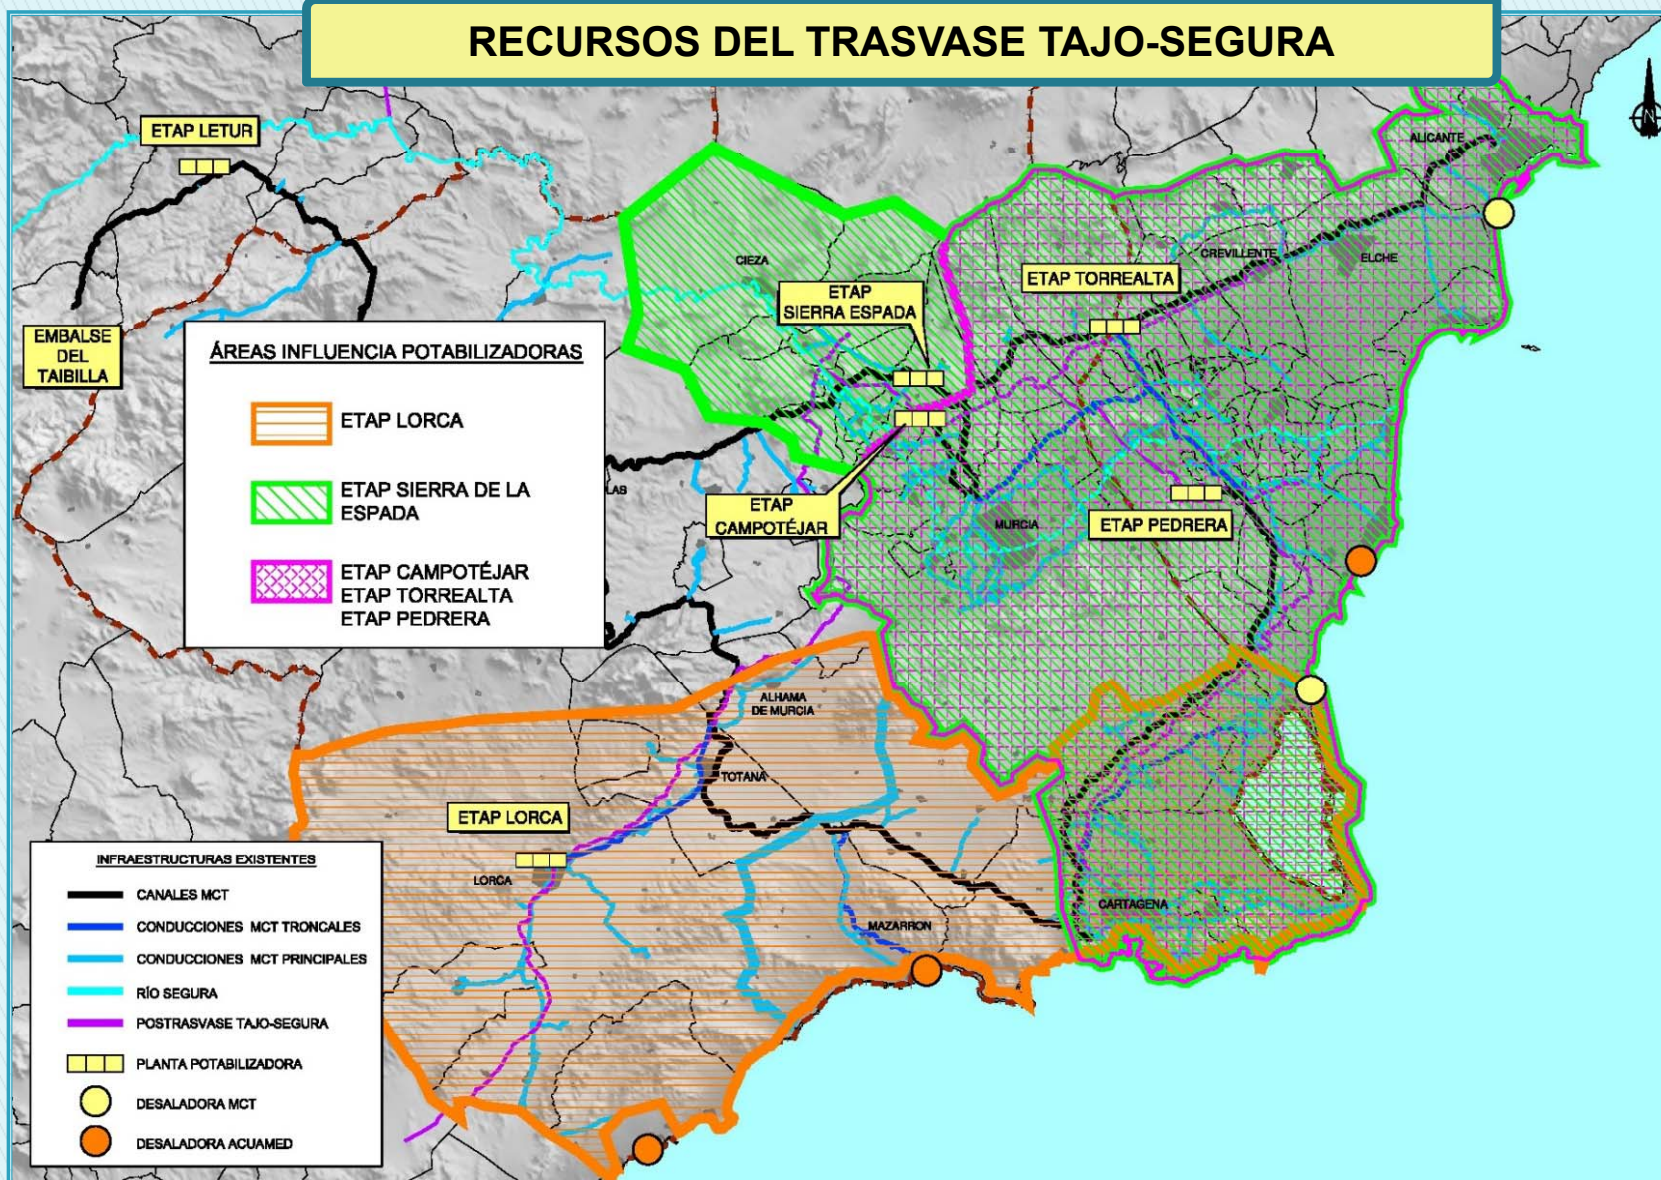 RECURSOS DEL TRASVASE TAJO-SEGURA
N
ETAP LETUR
ALICANTE
CIEZA
ETAP
SIERRA ESPADA
ETAP TORREALTA
CREVILLENTE
ELCHE
EMBALSE
DEL
TAIBILLA
ÁREAS INFLUENCIA POTABILIZADORAS
ETAP LORCA
ETAP SIERRA DE LA
ESPADA
ETAP CAMPOTÉJAR
ETAP TORREALTA
ETAP PEDRERA
LAS
ETAP
CAMPOTÉJAR
MURCIA
ETAP PEDRERA
ALHAMA
DE MURCIA
TOTANA
ETAP LORCA
LORCA
MAZARRON
CARTAGENA
INFRAESTRUCTURAS EXISTENTES
CANALES MCT
CONDUCCIONES MCT TRONCALES
CONDUCCIONES MCT PRINCIPALES
RÍO SEGURA
POSTRASVASE TAJO-SEGURA
PLANTA POTABILIZADORA
DESALADORA MCT
DESALADORA ACUAMED